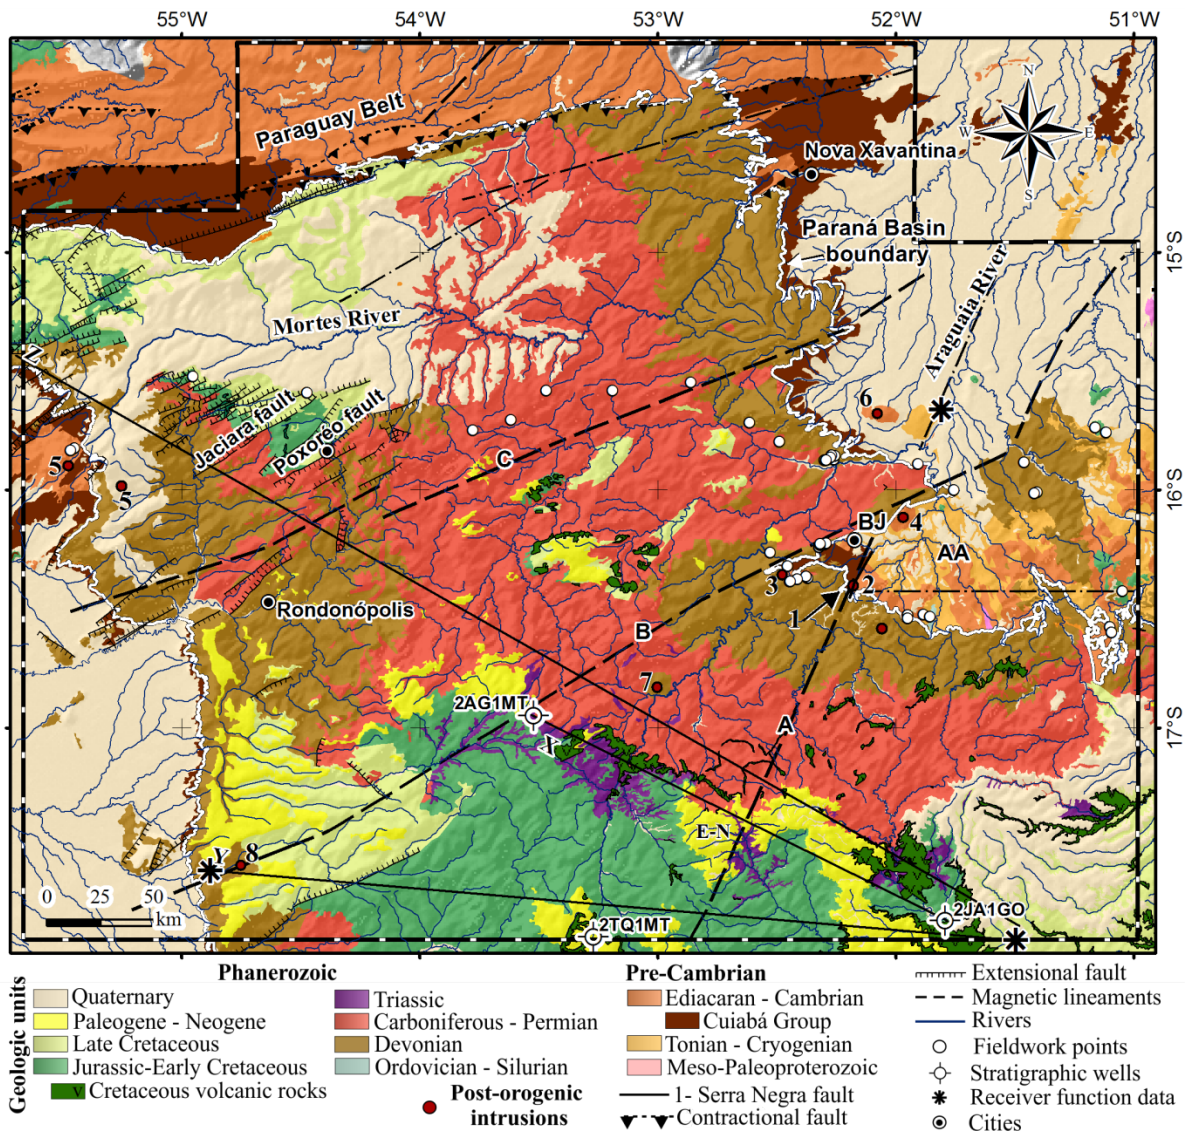 55°W 54°W 53°W 52°W 51°W
Paraguay Belt
N
W E
S
Nova Xavantina
Paraná Basin
boundary
15°S
Araguaia River
Mortes River
Z
Jaciara fault
Poxoréo fault
6
5
5
C
16°S
BJ
4
AA
3
2
1
Rondonópolis
B
7
2AG1MT
X
A
17°S
E-N
Y
8
0 25 50
km
2JA1GO
2TQ1MT
Geologic units
Phanerozoic
Quaternary
Paleogene - Neogene
Late Cretaceous
Jurassic-Early Cretaceous
v Cretaceous volcanic rocks
Triassic
Carboniferous - Permian
Devonian
Ordovician - Silurian
Post-orogenic
intrusions
Pre-Cambrian
Ediacaran - Cambrian
Cuiabá Group
Tonian - Cryogenian
Meso-Paleoproterozoic
1- Serra Negra fault
Contractional fault
Extensional fault
Magnetic lineaments
Rivers
Fieldwork points
Stratigraphic wells
Receiver function data
Cities